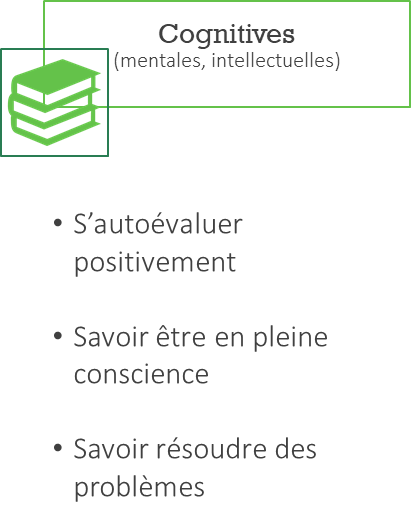 Cognitives
(mentales, intellectuelles)
• S’autoévaluer
positivement
• Savoir être en pleine
conscience
• Savoir résoudre des
problèmes